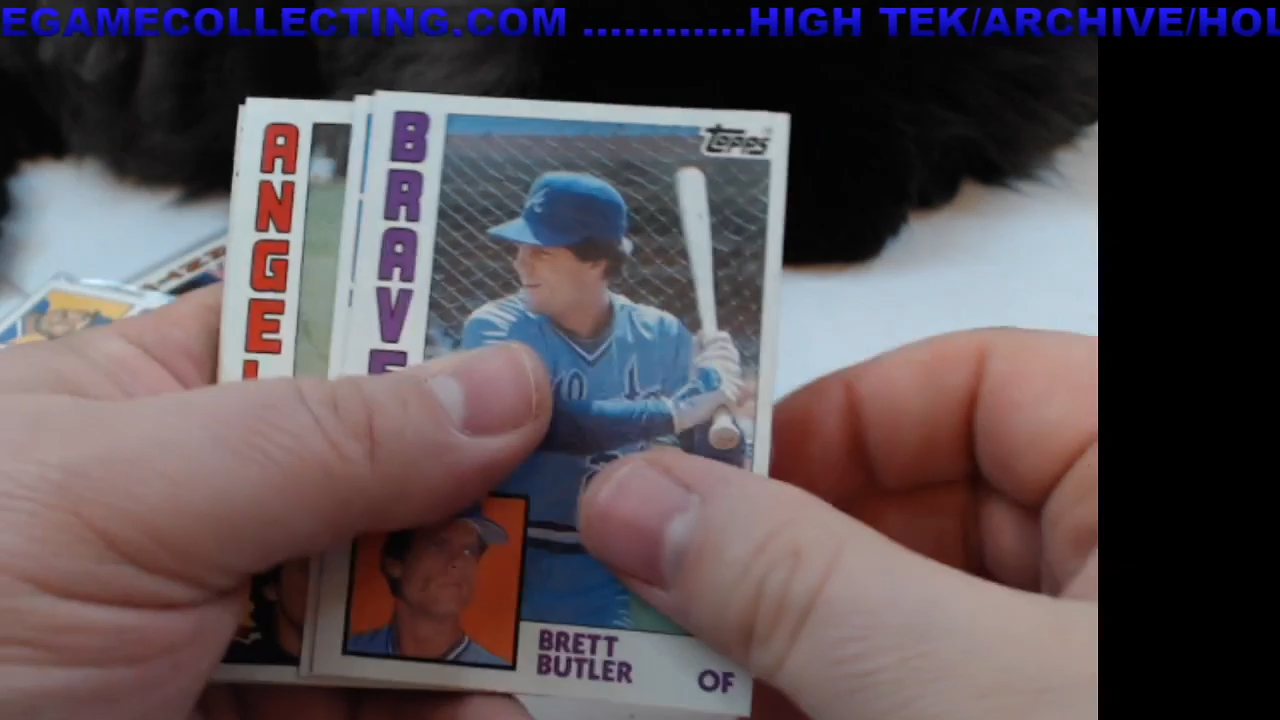 EGAMECOLLECTING.COM ............HIGH TEK/ARCHIVE/HOL
Topps
BRAVE
ANGEL
BRETT
BUTLER
OF